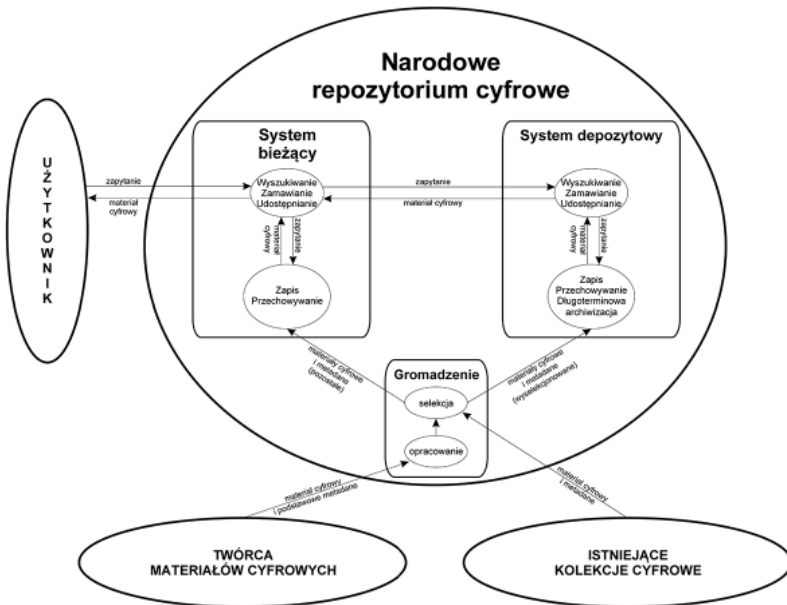 Narodowe
repozytorium cyfrowe
UŻYTKOWNIK
zapytanie
materiał
cyfrowy
System
bieżący
Wyszukiwanie
Zamawianie
Udostępnianie
materiał
cyfrowy
zapytanie
Zapis
Przechowywanie
zapytanie
materiał cyfrowy
System depozytowy
Wyszukiwanie
Zamawianie
Udostępnianie
materiał
cyfrowy
zapytanie
Zapis
Przechowywanie
Długoterminowa
archiwizacja
materiały cyfrowe
i metadane
(pozostałe)
Gromadzenie
selekcja
opracowanie
materiały cyfrowe
i metadane
(wyselekcjonowane)
materiał cyfrowy
i podstawowe metadane
materiał cyfrowy
i metadane
TWÓRCA
MATERIAŁÓW CYFROWYCH
ISTNIEJĄCE
KOLEKCJE CYFROWE